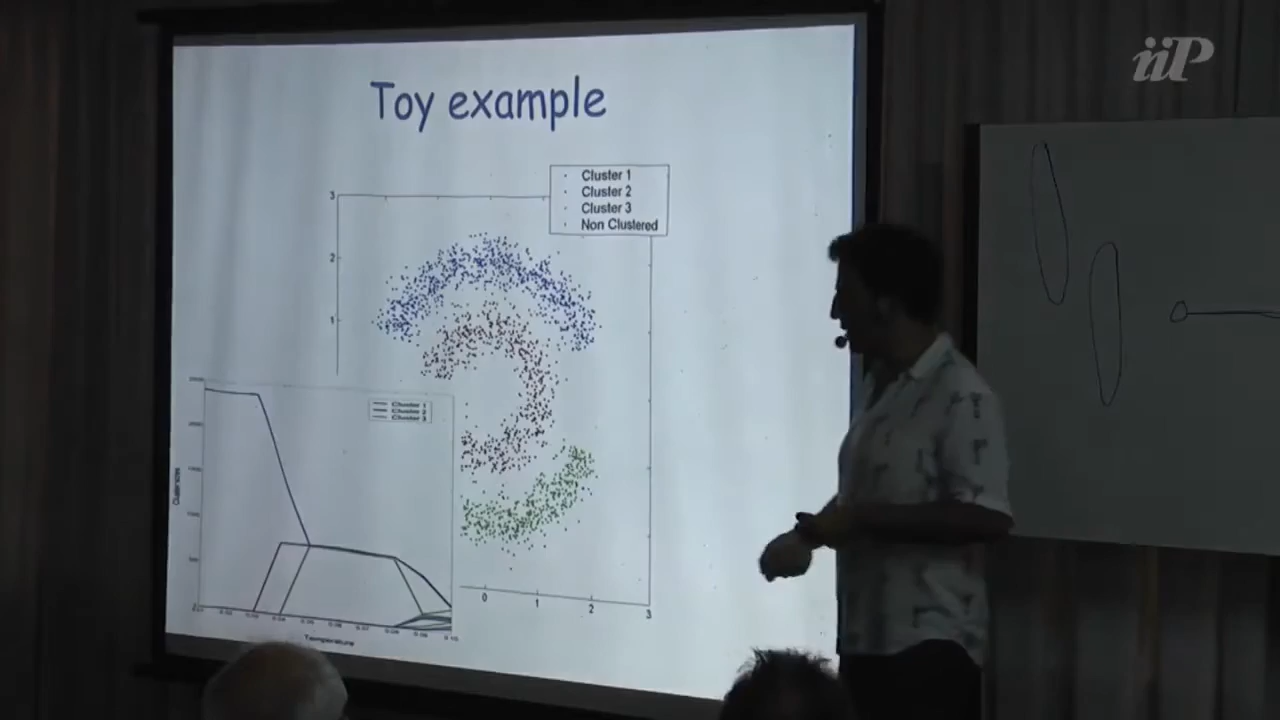 iiP
Toy example
Cluster 1
Cluster 2
Cluster 3
Non Clustered
3
2
1
0
1
2
3
Cluster 1
Cluster 2
Cluster 3
Temperature